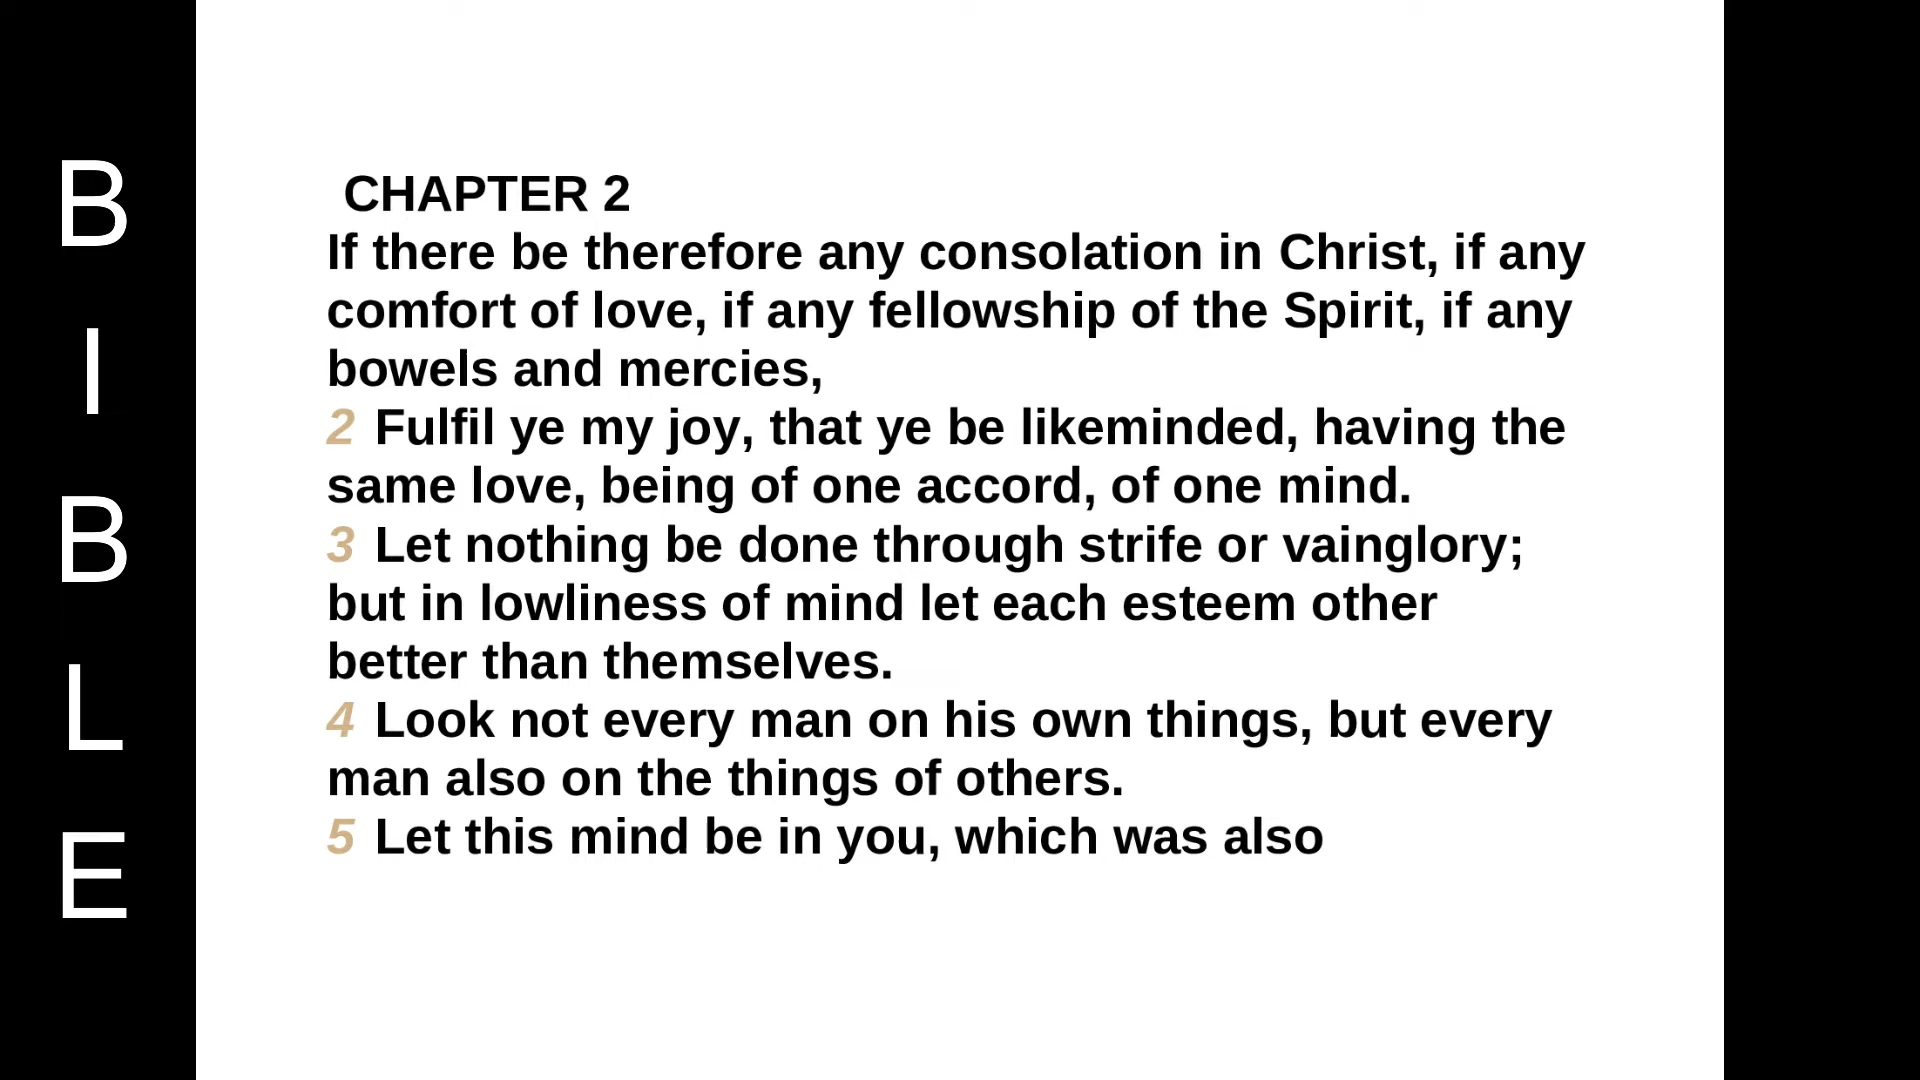 BIBLE
CHAPTER 2
If there be therefore any consolation in Christ, if any
comfort of love, if any fellowship of the Spirit, if any
bowels and mercies,
2 Fulfil ye my joy, that ye be likeminded, having the
same love, being of one accord, of one mind.
3 Let nothing be done through strife or vainglory;
but in lowliness of mind let each esteem other
better than themselves.
4 Look not every man on his own things, but every
man also on the things of others.
5 Let this mind be in you, which was also